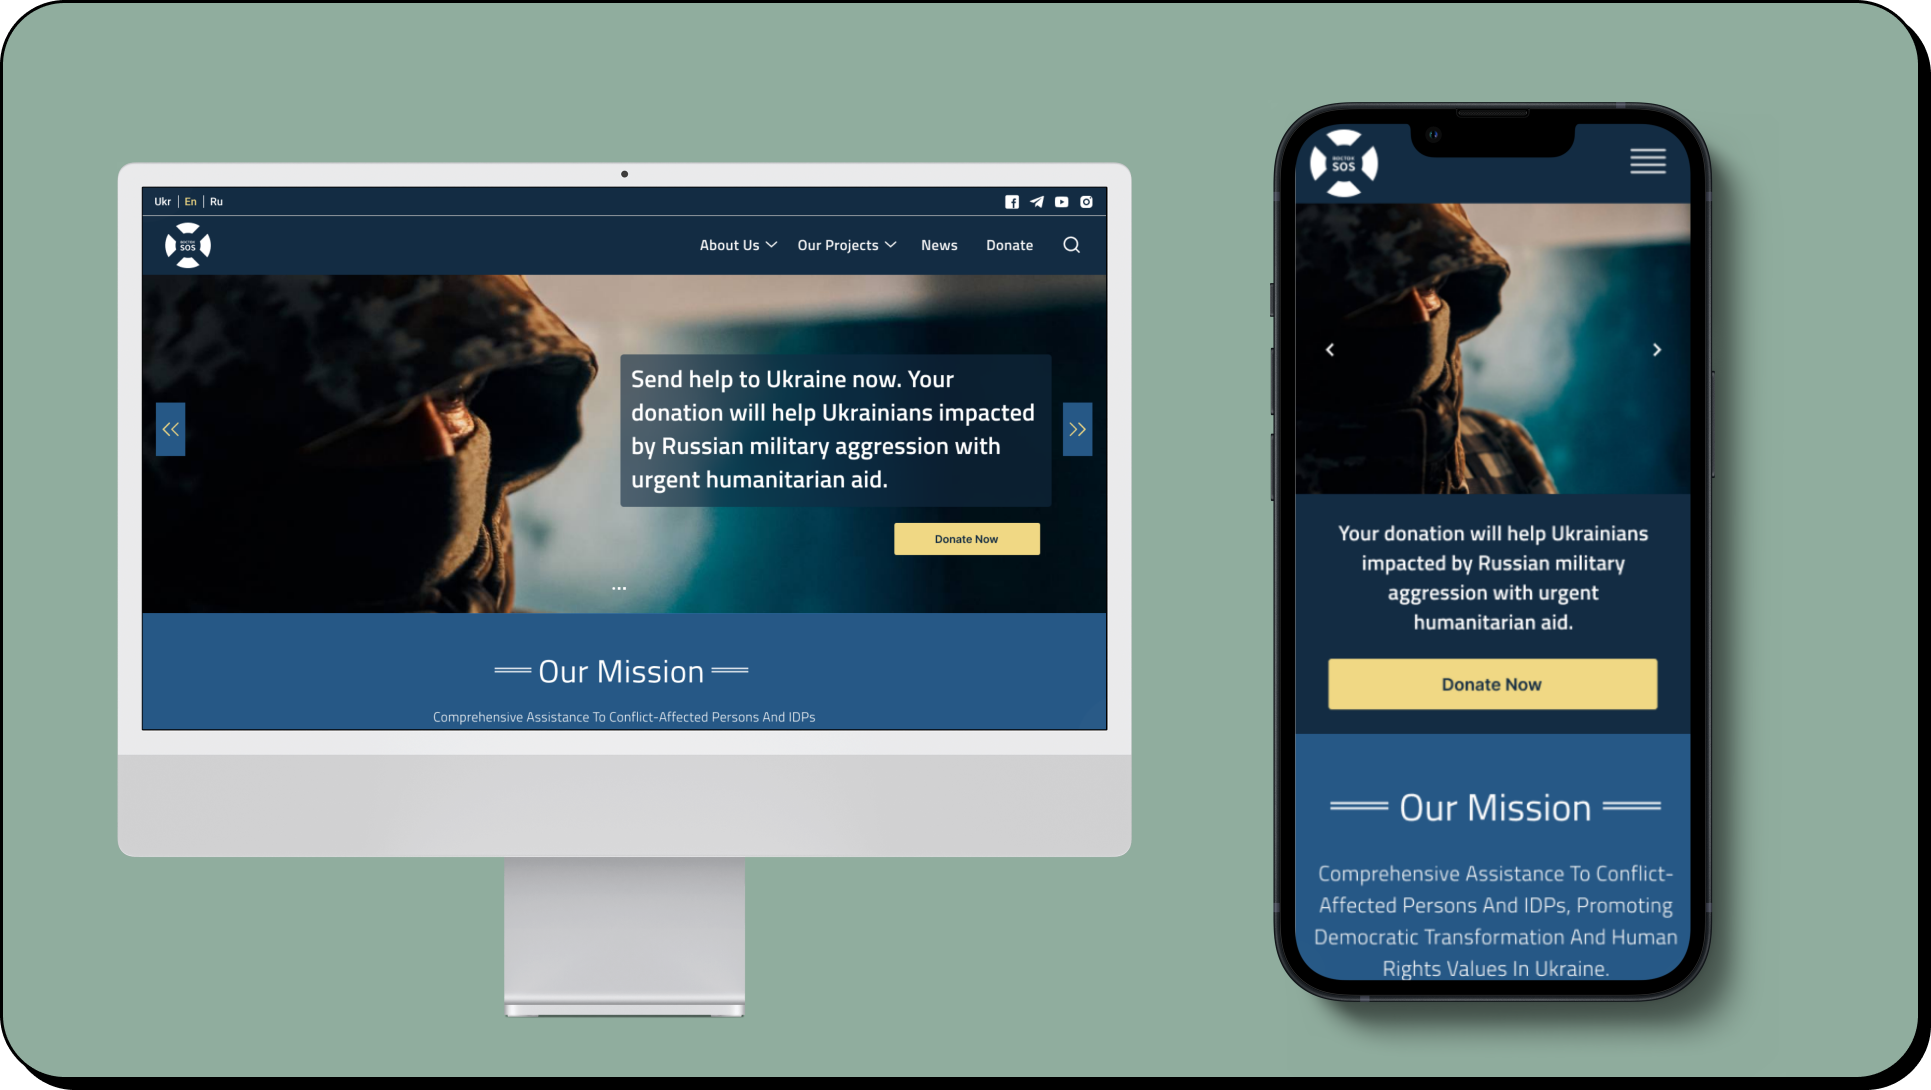 Ukr | En | Ru
DOCTOR
SOS
About Us
Our Projects
News
Donate
Send help to Ukraine now. Your
donation will help Ukrainians impacted
by Russian military aggression with
urgent humanitarian aid.
Donate Now
Our Mission
Comprehensive Assistance To Conflict-Affected Persons And IDPs
DOCTOR
SOS
Your donation will help Ukrainians
impacted by Russian military
aggression with urgent
humanitarian aid.
Donate Now
Our Mission
Comprehensive Assistance To Conflict-
Affected Persons And IDPs, Promoting
Democratic Transformation And Human
Rights Values In Ukraine.